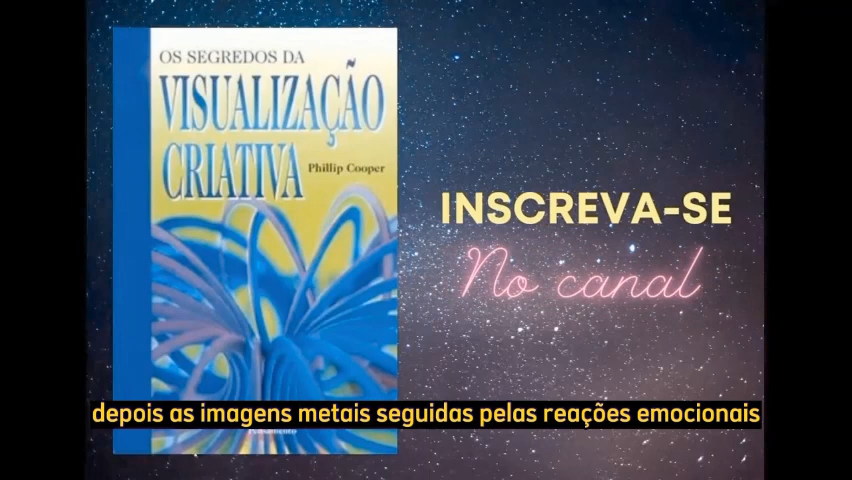 OS SEGREDOS DA
VISUALIZAÇÃO
CRIATIVA
Phillip Cooper
INSCREVA-SE
No canal
depois as imagens metais seguidas pelas reações emocionais